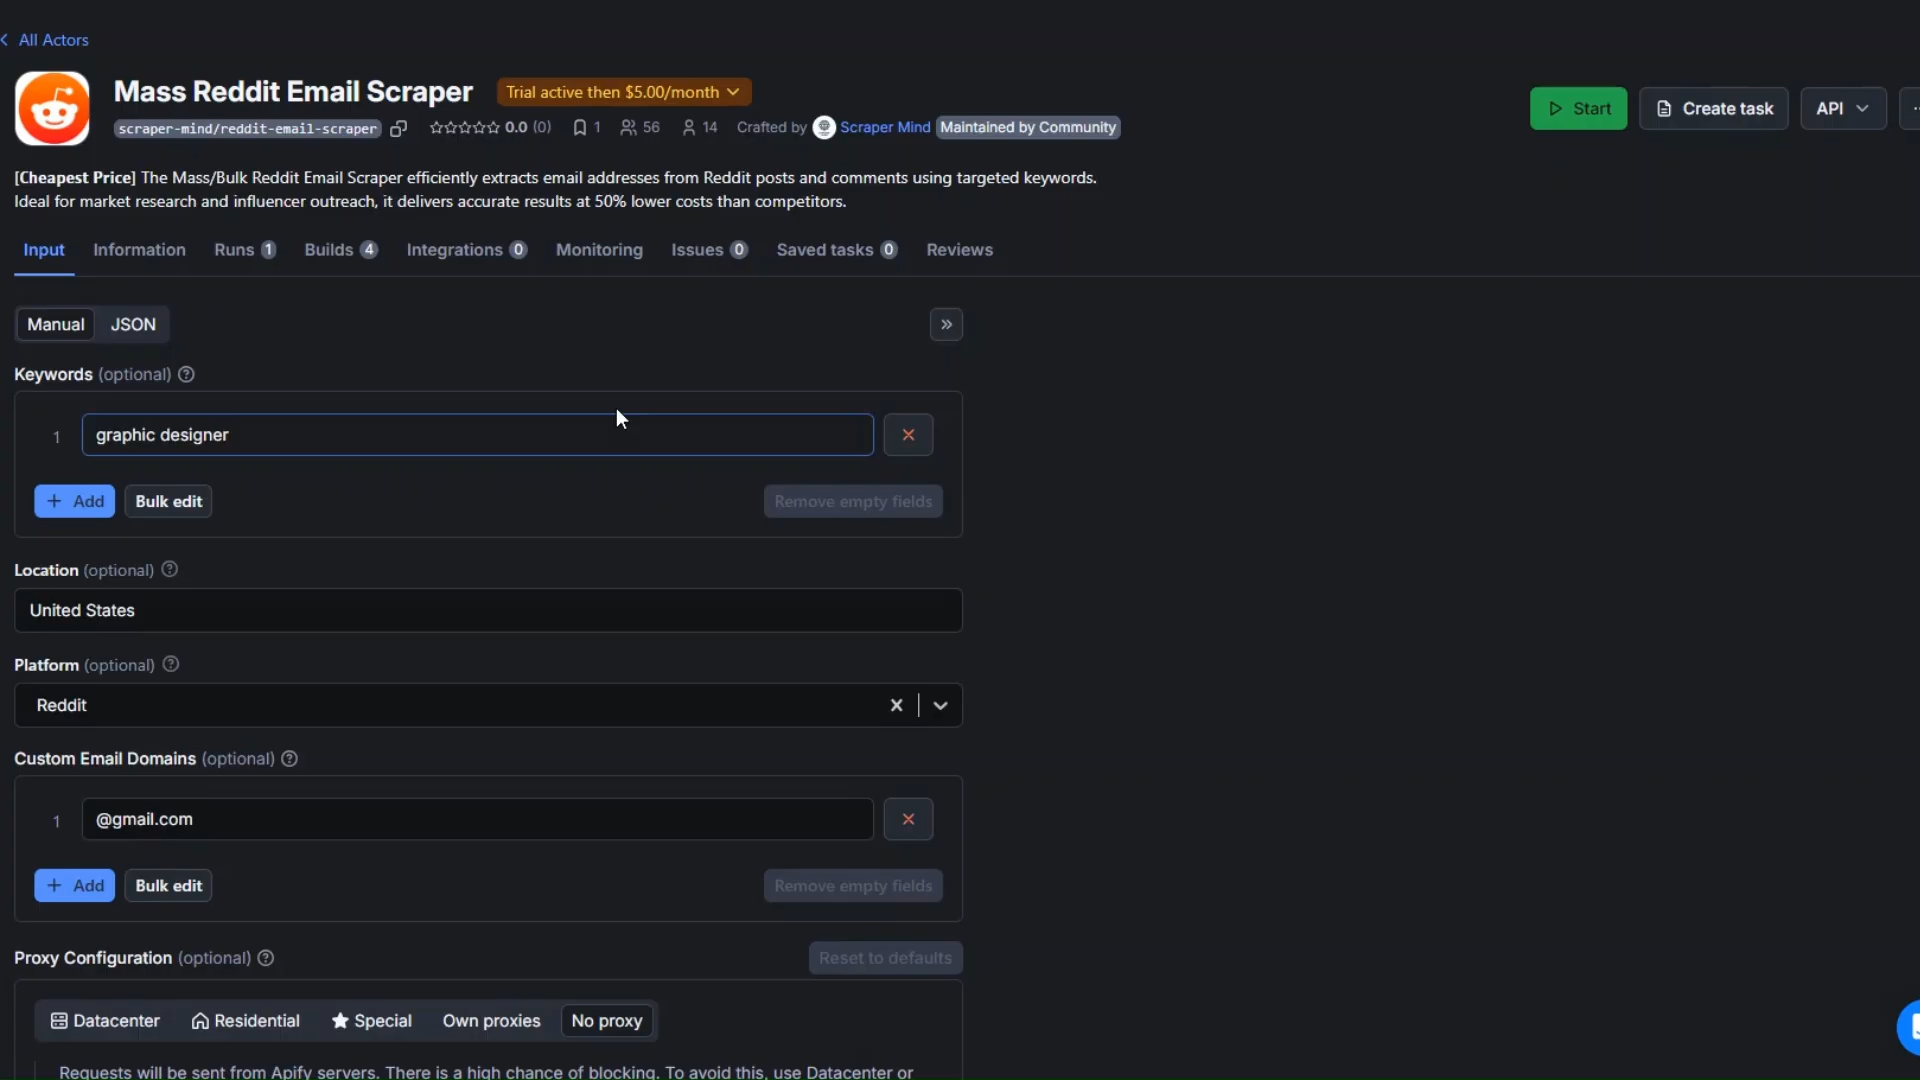 All Actors
Mass Reddit Email Scraper
Trial active then $5.00/month
Start
Create task
API
scraper-mind/reddit-email-scraper
0.0 (0)
1
56
14
Crafted by Scraper Mind
Maintained by Community
[Cheapest Price] The Mass/Bulk Reddit Email Scraper efficiently extracts email addresses from Reddit posts and comments using targeted keywords.
Ideal for market research and influencer outreach, it delivers accurate results at 50% lower costs than competitors.
Input Information Runs 1 Builds 4 Integrations 0 Monitoring Issues 0 Saved tasks 0 Reviews
Manual JSON
Keywords (optional)
1 graphic designer
+ Add Bulk edit Remove empty fields
Location (optional)
United States
Platform (optional)
Reddit
Custom Email Domains (optional)
1 @gmail.com
+ Add Bulk edit Remove empty fields
Proxy Configuration (optional) Reset to defaults
Datacenter Residential Special Own proxies No proxy
Requests will be sent from Apify servers. There is a high chance of blocking. To avoid this, use Datacenter or